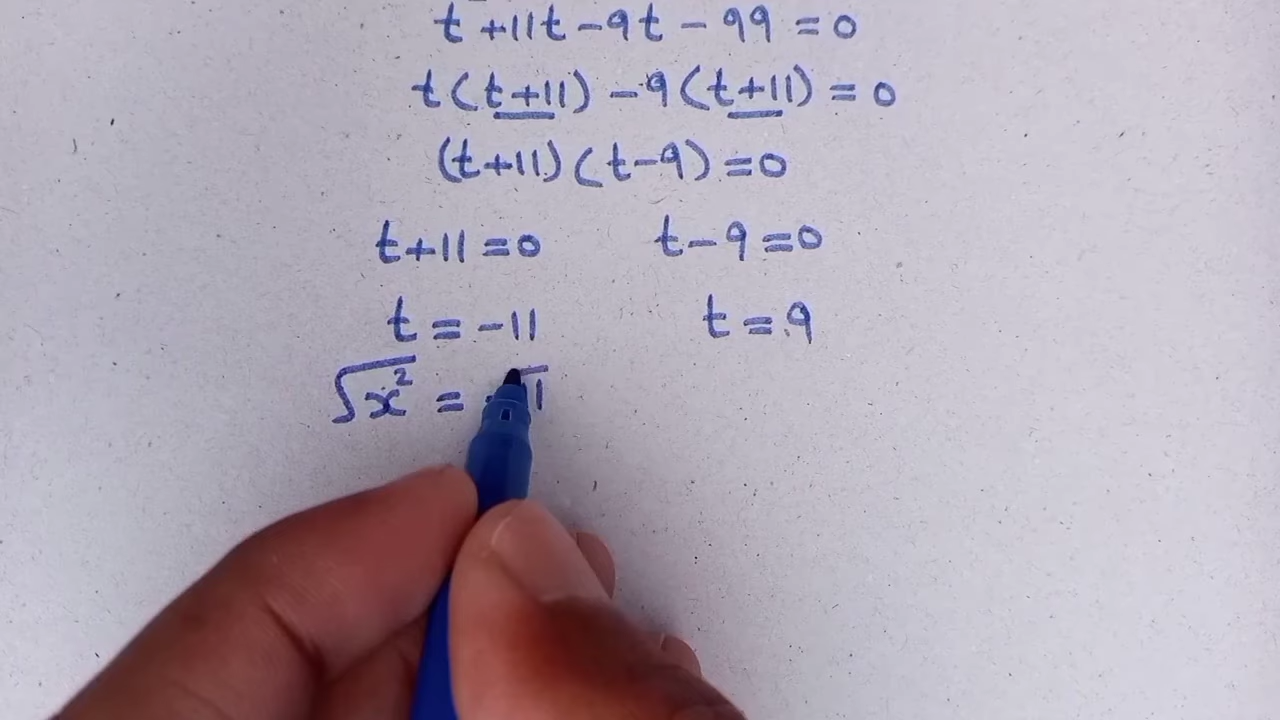 t +11t - 9t - 99 = 0
t(t+11) - 9(t+11) = 0
(t+11)(t-9) = 0
t+11=0 t-9=0
t = -11 t = 9
√x² =